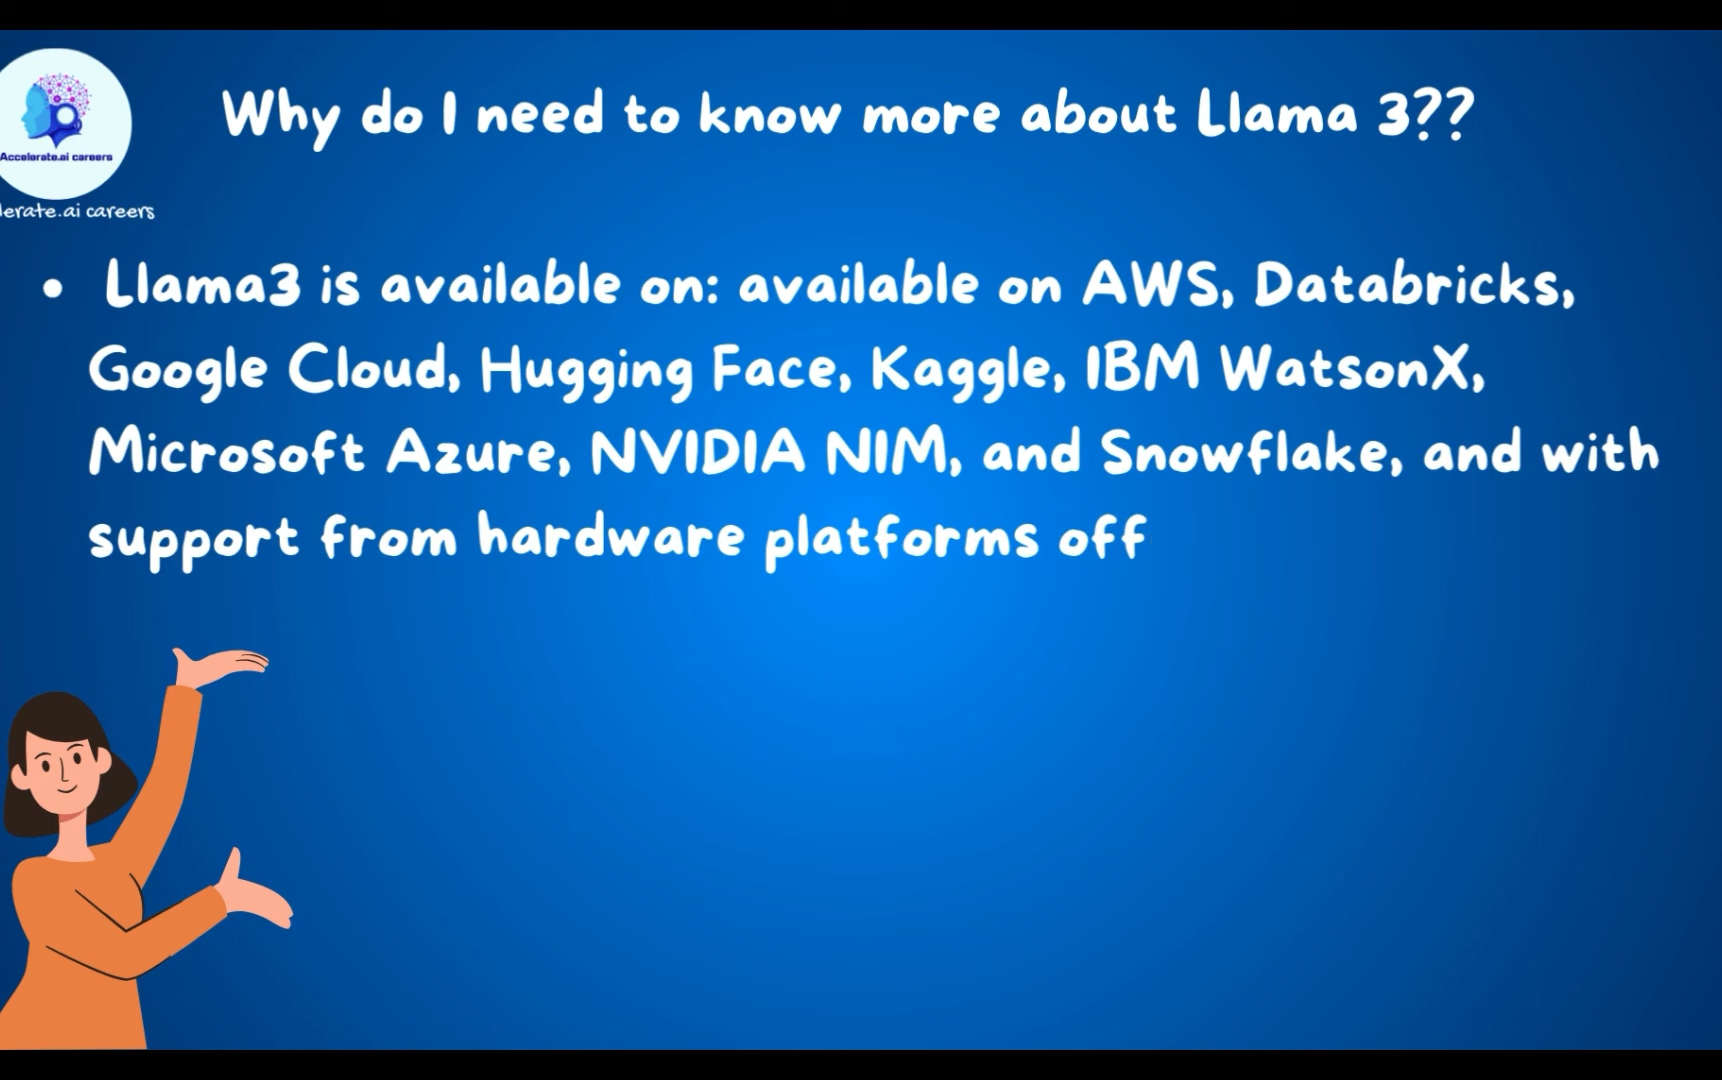 Why do I need to know more about Llama 3??
Accelerate.ai careers
lerate.ai careers
• Llama3 is available on: available on AWS, Databricks,
Google Cloud, Hugging Face, Kaggle, IBM WatsonX,
Microsoft Azure, NVIDIA NIM, and Snowflake, and with
support from hardware platforms off